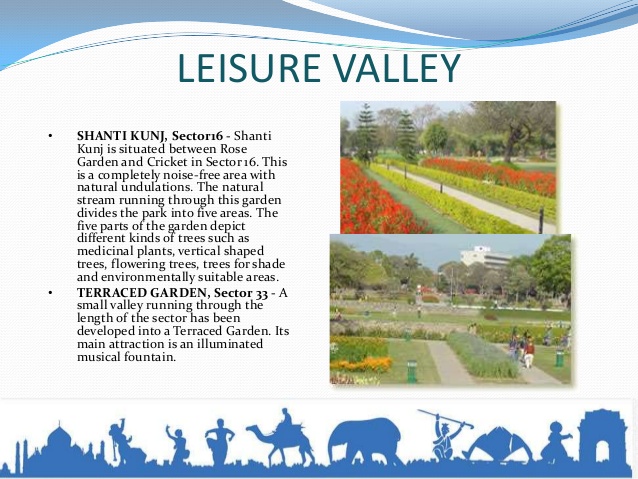 LEISURE VALLEY
• SHANTI KUNJ, Sector16 - Shanti
Kunj is situated between Rose
Garden and Cricket in Sector 16. This
is a completely noise-free area with
natural undulations. The natural
stream running through this garden
divides the park into five areas. The
five parts of the garden depict
different kinds of trees such as
medicinal plants, vertical shaped
trees, flowering trees, trees for shade
and environmentally suitable areas.
• TERRACED GARDEN, Sector 33 - A
small valley running through the
length of the sector has been
developed into a Terraced Garden. Its
main attraction is an illuminated
musical fountain.